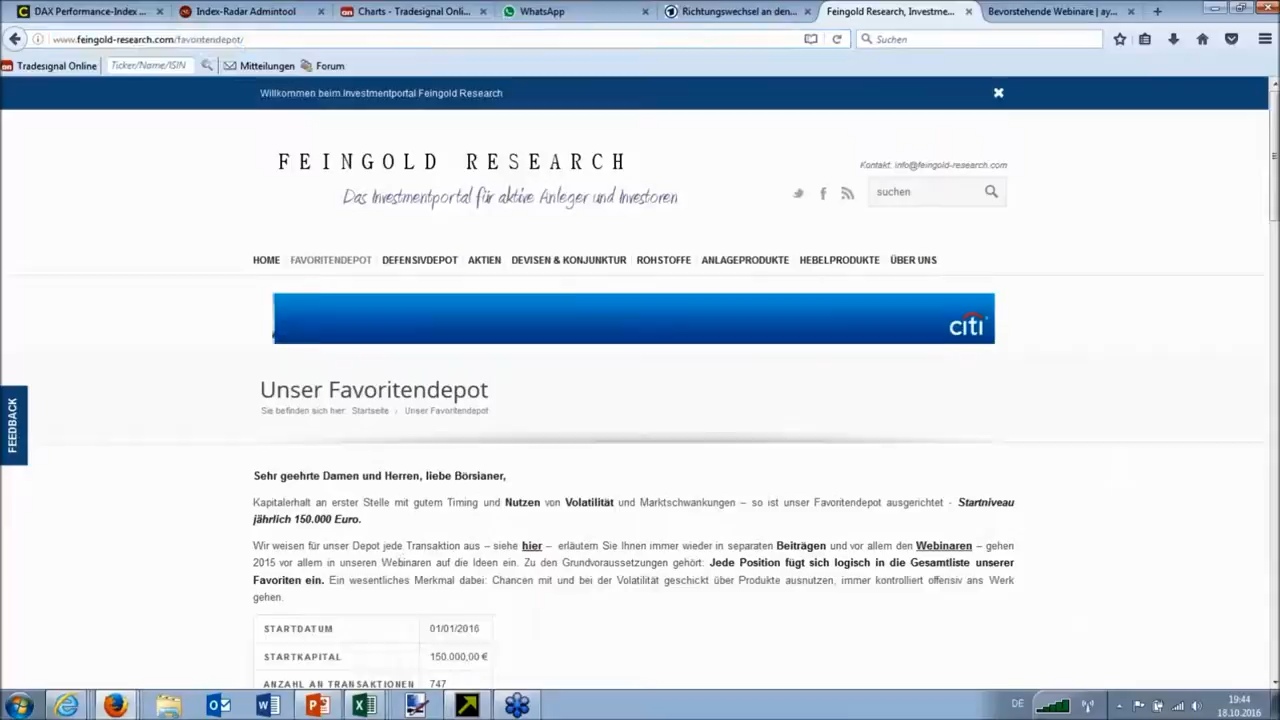 DAX Performance-Index ...
Index-Radar Admintool
Charts - Tradesignal Onli...
WhatsApp
Richtungswechsel an den...
Feingold Research, Investme...
Bevorstehende Webinare | ay...
www.feingold-research.com/favoritendepot/
Suchen
Tradesignal Online
Ticker/Name/ISIN
Mitteilungen
Forum
Willkommen beim Investmentportal Feingold Research
FEINGOLD RESEARCH
Das Investmentportal für aktive Anleger und Investoren
Kontakt: info@feingold-research.com
suchen
HOME FAVORITENDEPOT DEFENSIVDEPOT AKTIEN DEVISEN & KONJUNKTUR ROHSTOFFE ANLAGEPRODUKTE HEBELPRODUKTE ÜBER UNS
citi
Unser Favoritendepot
Sie befinden sich hier: Startseite › Unser Favoritendepot
FEEDBACK
Sehr geehrte Damen und Herren, liebe Börsianer,
Kapitalerhalt an erster Stelle mit gutem Timing und Nutzen von Volatilität und Marktschwankungen – so ist unser Favoritendepot ausgerichtet - Startniveau
jährlich 150.000 Euro.
Wir weisen für unser Depot jede Transaktion aus – siehe hier – erläutern Sie Ihnen immer wieder in separaten Beiträgen und vor allem den Webinaren – gehen
2015 vor allem in unseren Webinaren auf die Ideen ein. Zu den Grundvoraussetzungen gehört: Jede Position fügt sich logisch in die Gesamtliste unserer
Favoriten ein. Ein wesentliches Merkmal dabei: Chancen mit und bei der Volatilität geschickt über Produkte ausnutzen, immer kontrolliert offensiv ans Werk
gehen.
STARTDATUM 01/01/2016
STARTKAPITAL 150.000,00 €
ANZAHL AN TRANSAKTIONEN 747
DE
19:44
18.10.2016